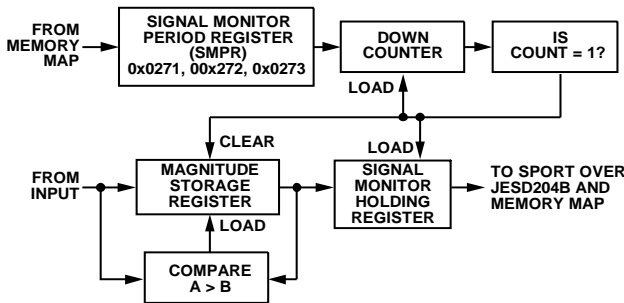 FROM
MEMORY
MAP
SIGNAL MONITOR
PERIOD REGISTER
(SMPR)
0x0271, 00x272, 0x0273
DOWN
COUNTER
IS
COUNT = 1?
LOAD
CLEAR
LOAD
FROM
INPUT
MAGNITUDE
STORAGE
REGISTER
SIGNAL
MONITOR
HOLDING
REGISTER
TO SPORT OVER
JESD204B AND
MEMORY MAP
LOAD
COMPARE
A > B